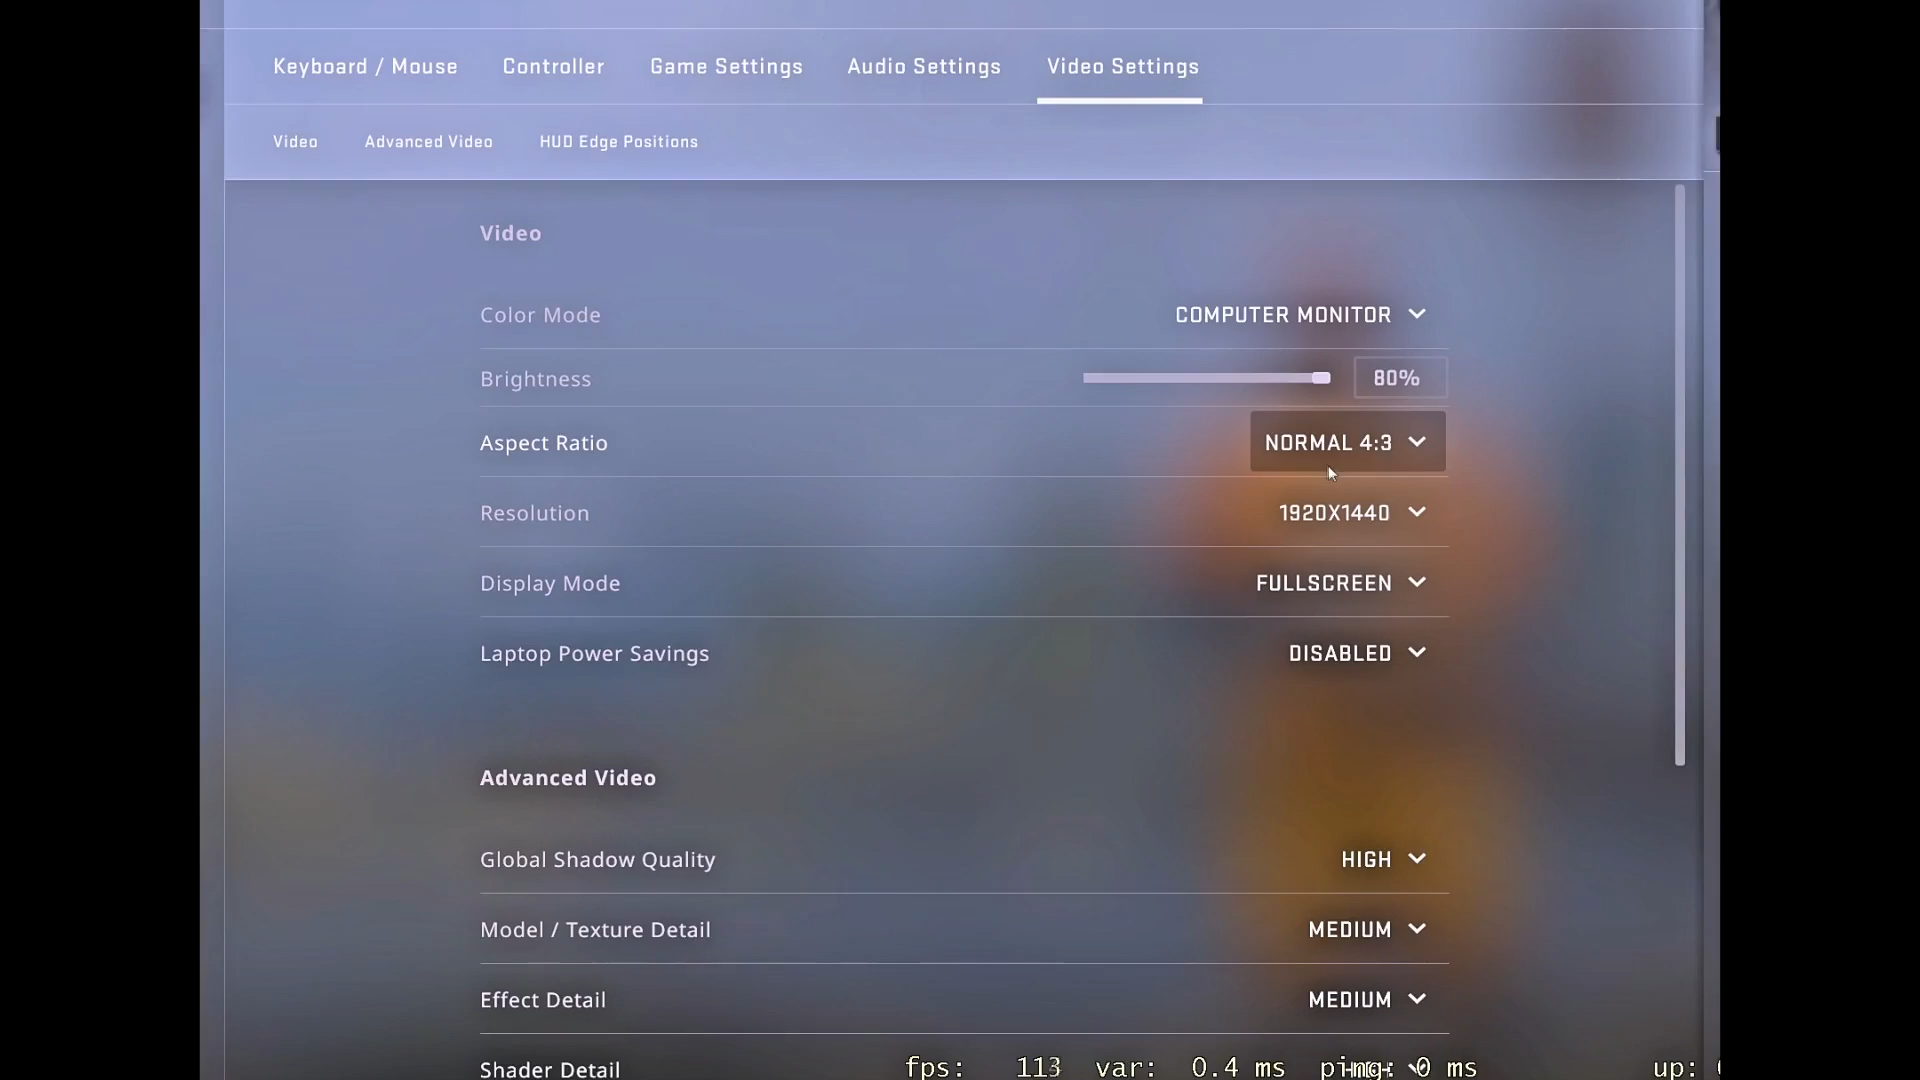 Keyboard / Mouse Controller Game Settings Audio Settings Video Settings
Video Advanced Video HUD Edge Positions
Video
Color Mode COMPUTER MONITOR
Brightness 80%
Aspect Ratio NORMAL 4:3
Resolution 1920X1440
Display Mode FULLSCREEN
Laptop Power Savings DISABLED
Advanced Video
Global Shadow Quality HIGH
Model / Texture Detail MEDIUM
Effect Detail MEDIUM
Shader Detail
fps: 113 var: 0.4 ms ping: 0 ms up: